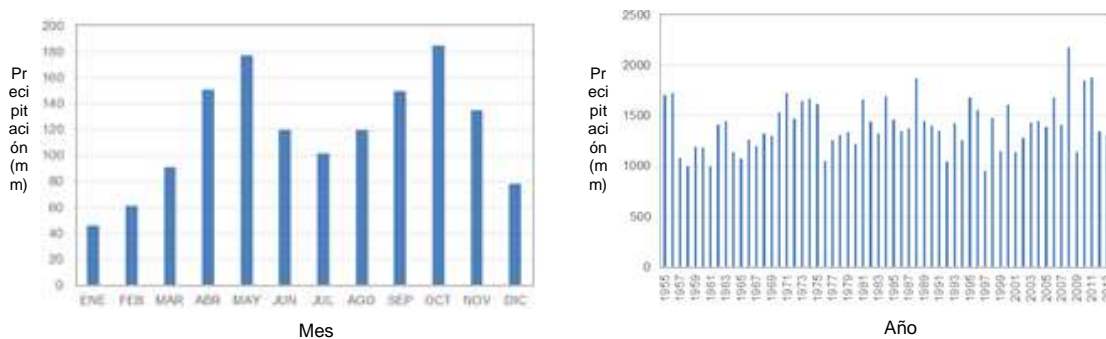 200
180
160
140
120
100
80
60
40
20
0
Pr
eci
pit
aci
ón
(m
m)
ENE FEB MAR ABR MAY JUN JUL AGO SEP OCT NOV DIC
Mes
2500
2000
1500
1000
500
0
Pr
eci
pit
aci
ón
(m
m)
1955 1957 1959 1961 1963 1965 1967 1969 1971 1973 1975 1977 1979 1981 1983 1985 1987 1989 1991 1993 1995 1997 1999 2001 2003 2005 2007 2009 2011
Año